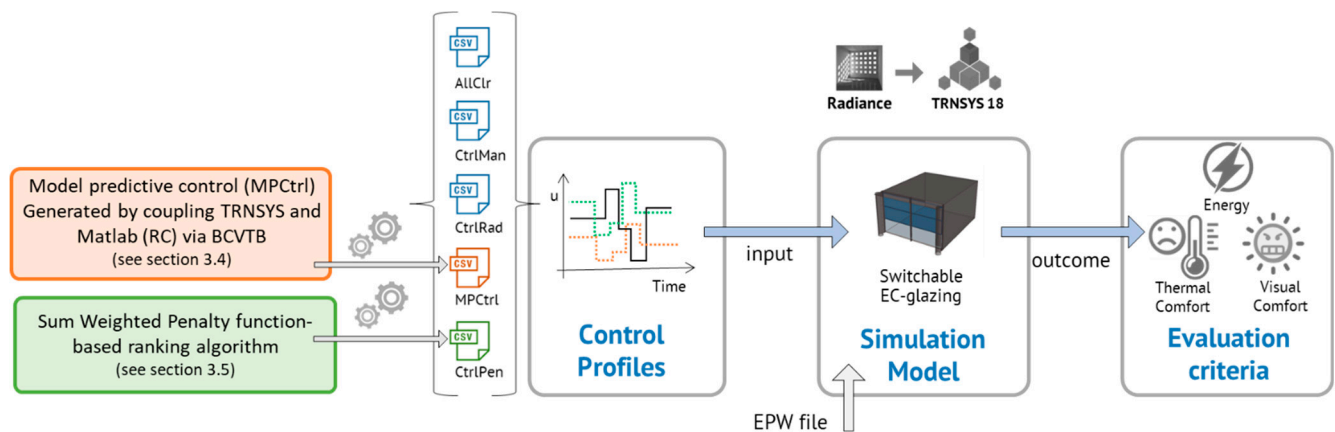 Model predictive control (MPCtrl)
Generated by coupling TRNSYS and
Matlab (RC) via BCVTB
(see section 3.4)
Sum Weighted Penalty function-
based ranking algorithm
(see section 3.5)
CSV
AllClr
CSV
CtrlMan
CSV
CtrlRad
CSV
MPCtrl
CSV
CtrlPen
u
Time
Control
Profiles
input
Radiance
TRNSYS 18
Switchable
EC-glazing
Simulation
Model
EPW file
outcome
Energy
Thermal
Comfort
Visual
Comfort
Evaluation
criteria